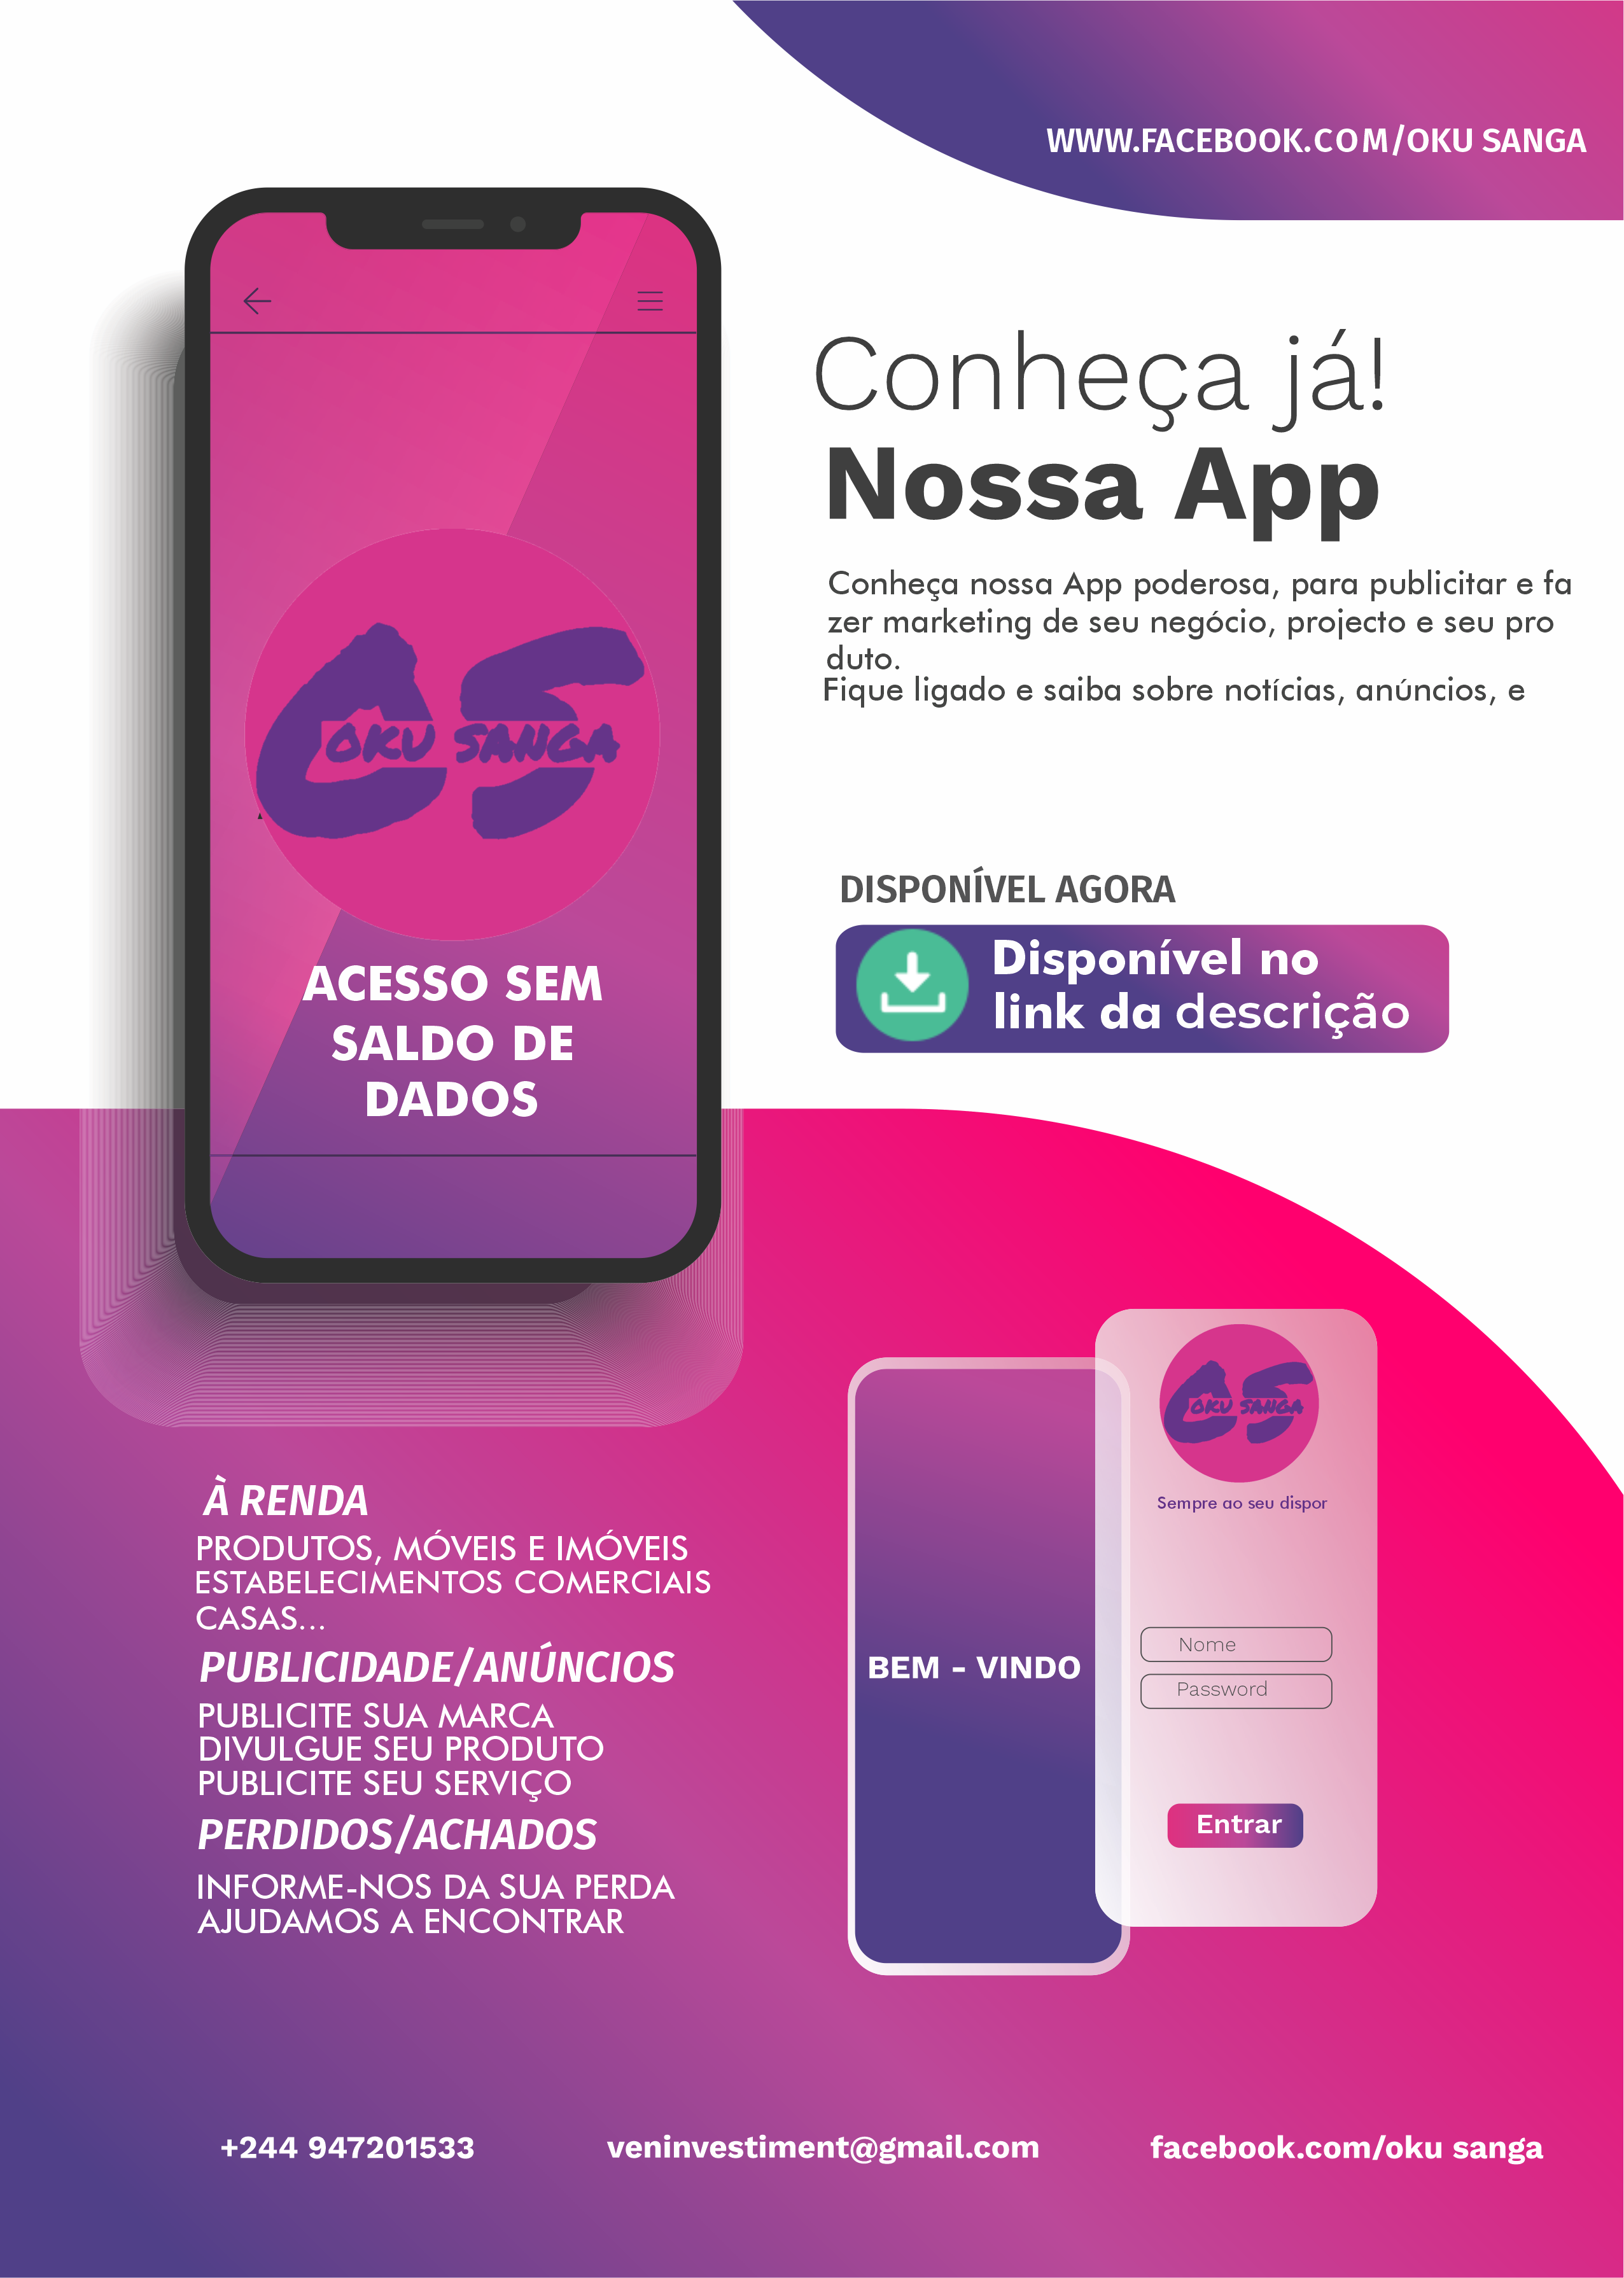 WWW.FACEBOOK.COM/OKU SANGA
Conheça já!
Nossa App
Conheça nossa App poderosa, para publicitar e fa
zer marketing de seu negócio, projecto e seu pro
duto.
Fique ligado e saiba sobre notícias, anúncios, e
OKU SANGA
ACESSO SEM
SALDO DE
DADOS
DISPONÍVEL AGORA
Disponível no
link da descrição
À RENDA
PRODUTOS, MÓVEIS E IMÓVEIS
ESTABELECIMENTOS COMERCIAIS
CASAS...
PUBLICIDADE/ANÚNCIOS
PUBLICITE SUA MARCA
DIVULGUE SEU PRODUTO
PUBLICITE SEU SERVIÇO
PERDIDOS/ACHADOS
INFORME-NOS DA SUA PERDA
AJUDAMOS A ENCONTRAR
BEM - VINDO
OKU SANGA
Sempre ao seu dispor
Nome
Password
Entrar
+244 947201533
veninvestiment@gmail.com
facebook.com/oku sanga